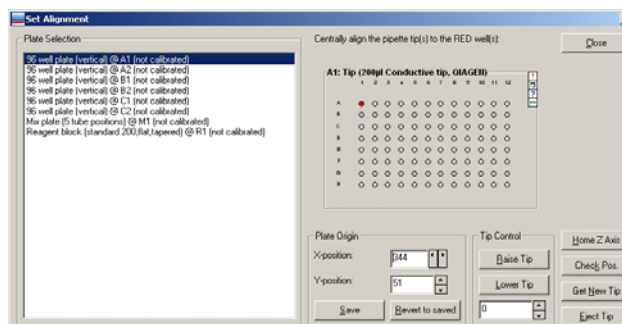 Set Alignment
Plate Selection
96 well plate (vertical) @ A1 (not calibrated)
96 well plate (vertical) @ A2 (not calibrated)
96 well plate (vertical) @ B1 (not calibrated)
96 well plate (vertical) @ B2 (not calibrated)
96 well plate (vertical) @ C1 (not calibrated)
96 well plate (vertical) @ C2 (not calibrated)
Mix plate (5 tube positions) @ M1 (not calibrated)
Reagent block (standard 200,flat,tapered) @ R1 (not calibrated)
Centrally align the pipette tip(s) to the RED well(s):
Close
A1: Tip (200µl Conductive tip, QIAGEN)
1 2 3 4 5 6 7 8 9 10 11 12
A
B
C
D
E
F
G
H
Plate Origin
X-position: 344
Y-position: 51
Save Revert to saved
Tip Control
Raise Tip
Lower Tip
0
Home Z Axis
Check Pos.
Get New Tip
Eject Tip